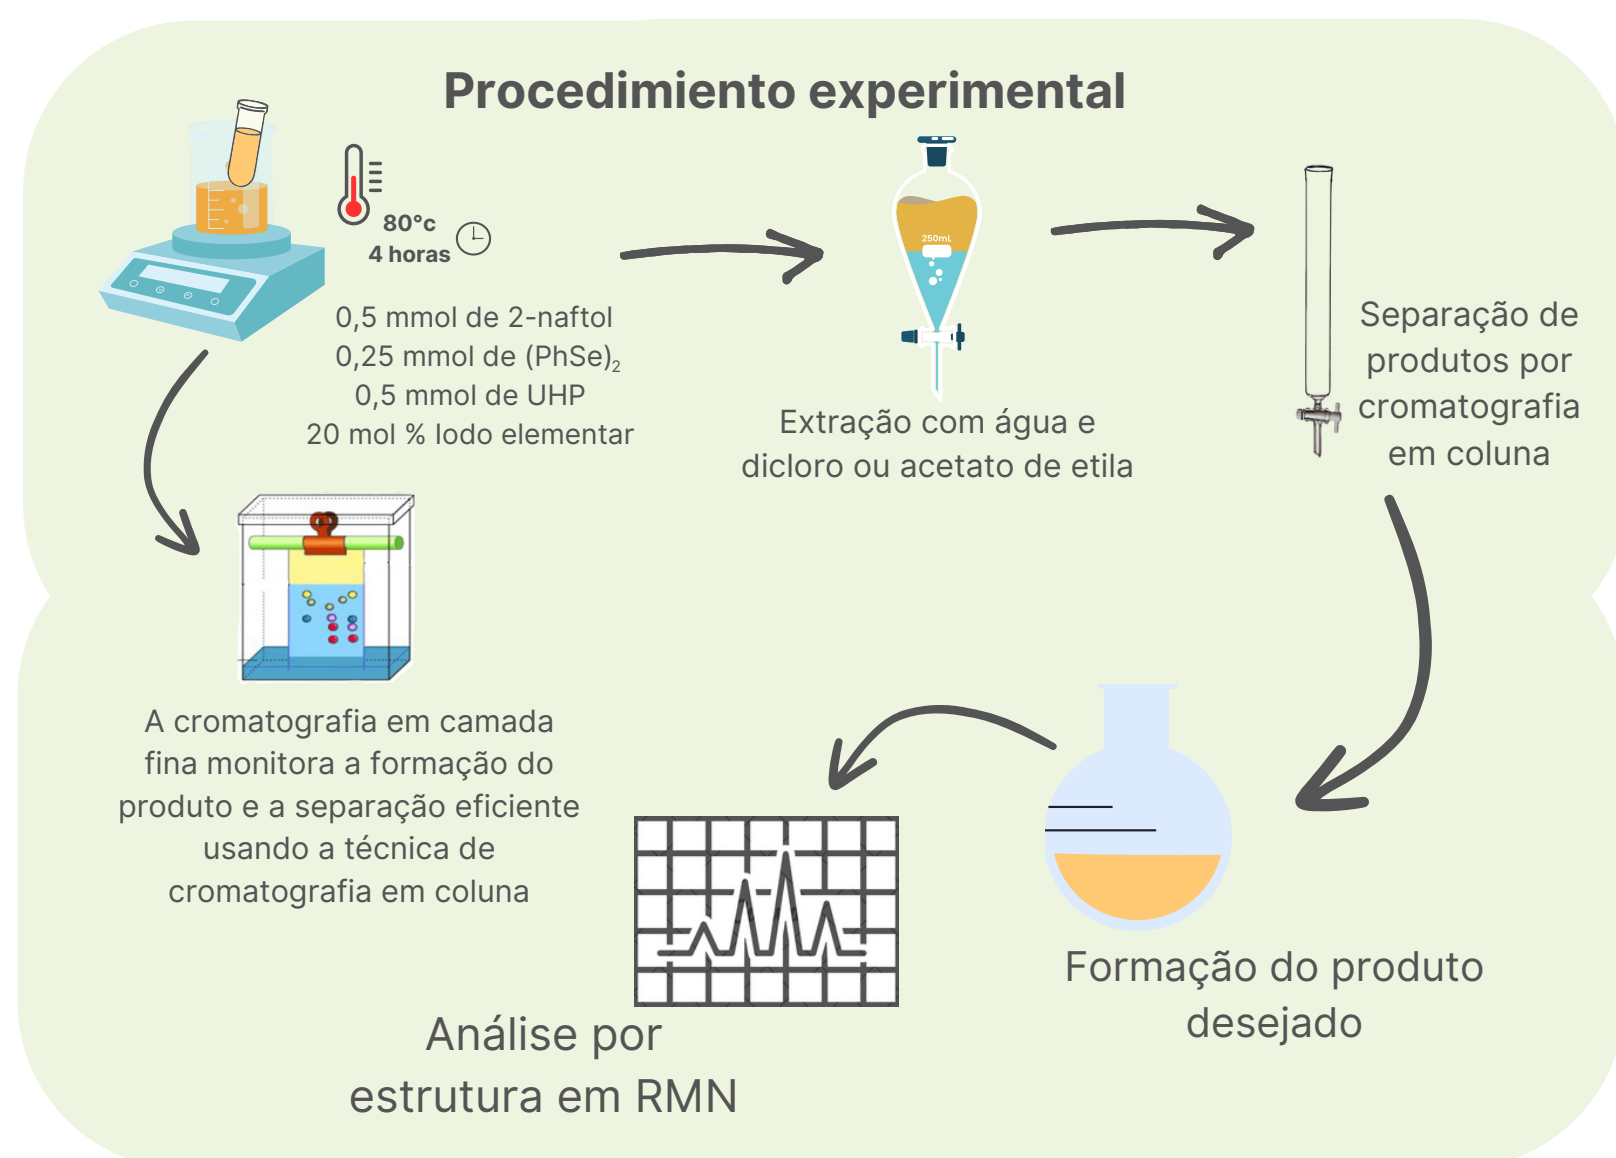 Procedimiento experimental
80°c
4 horas
0,5 mmol de 2-naftol
0,25 mmol de (PhSe)₂
0,5 mmol de UHP
20 mol % Iodo elementar
250mL
Extração com água e
dicloro ou acetato de etila
Separação de
produtos por
cromatografia
em coluna
A cromatografia em camada
fina monitora a formação do
produto e a separação eficiente
usando a técnica de
cromatografia em coluna
Formação do produto
desejado
Análise por
estrutura em RMN